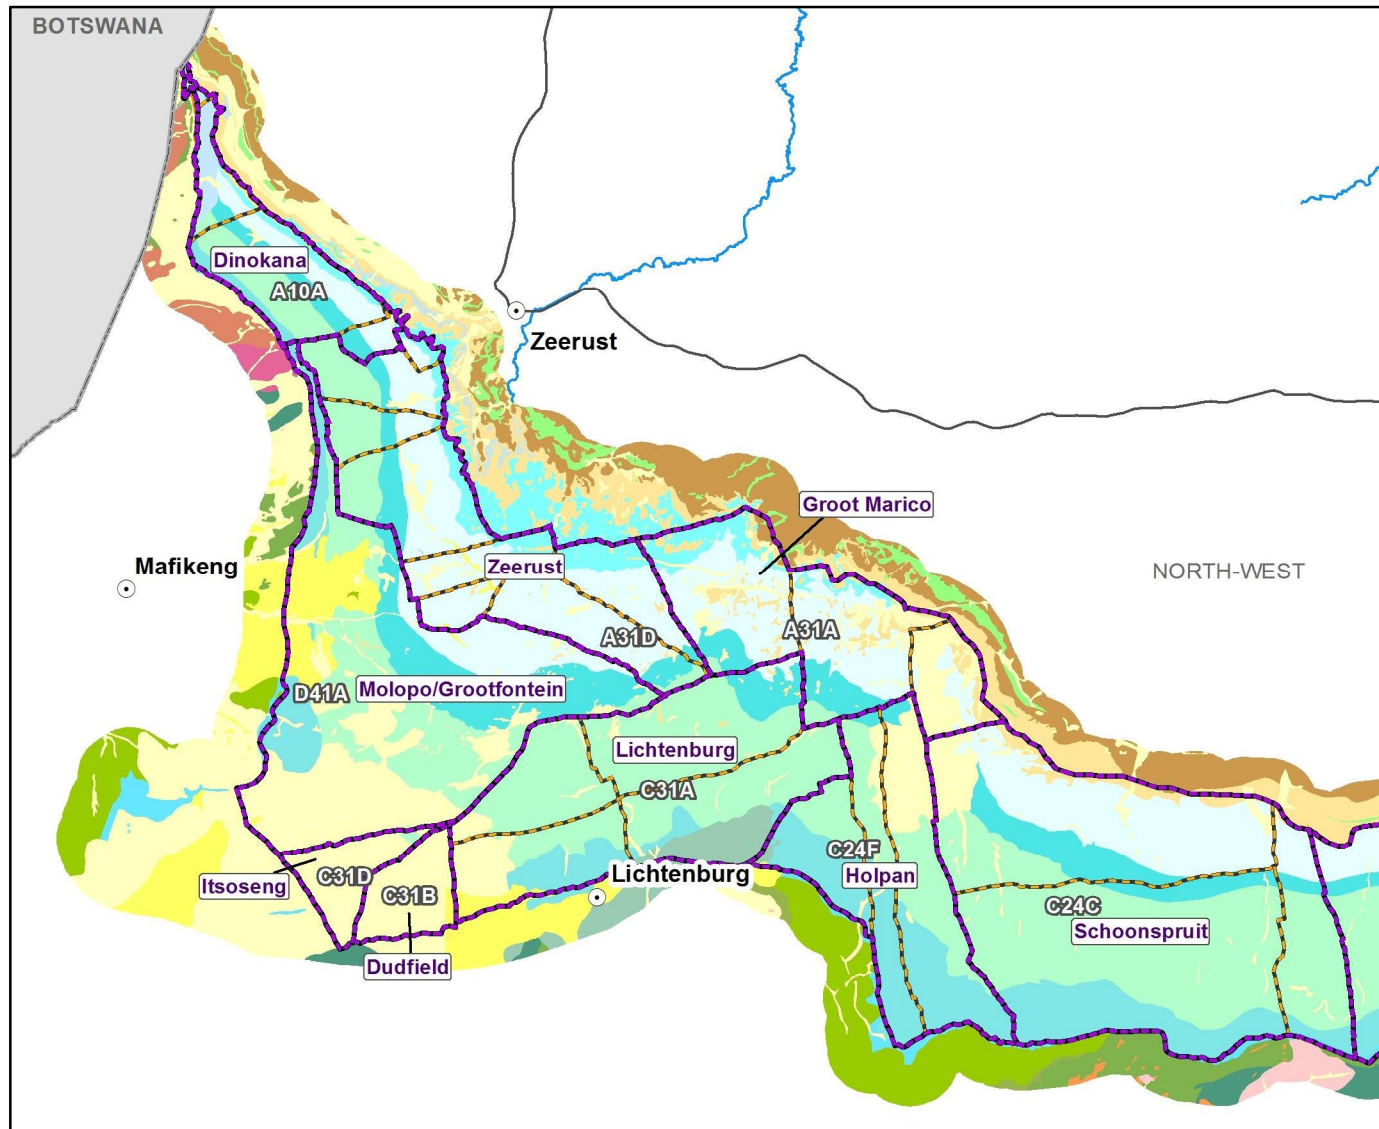 BOTSWANA
Dinokana
A10A
Zeerust
Groot Marico
Mafikeng
Zeerust
NORTH-WEST
A31D
A31A
D41A
Molopo/Grootfontein
Lichtenburg
C31A
C24F
Lichtenburg
Holpan
C31D
Itsoseng
C31B
C24C
Schoonspruit
Dudfield